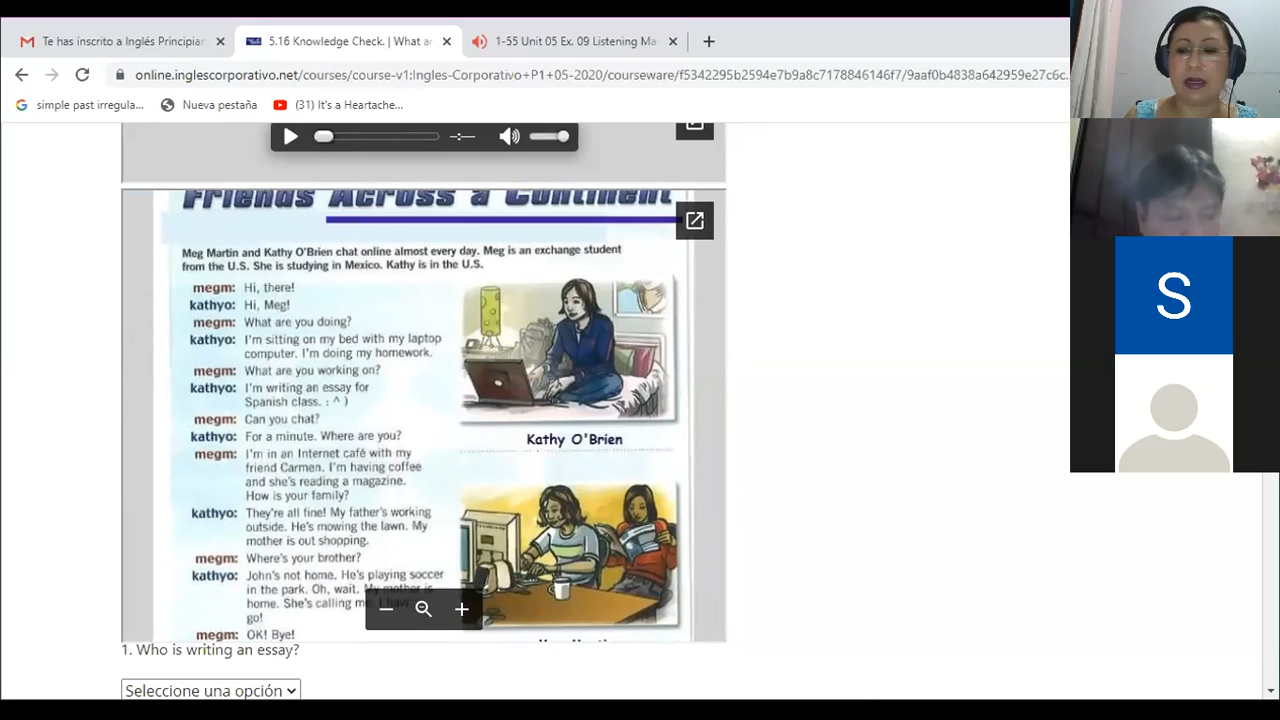 Te has inscrito a Inglés Principian
5.16 Knowledge Check. | What ar
1-55 Unit 05 Ex. 09 Listening Ma
online.inglescorporativo.net/courses/course-v1:Ingles-Corporativo+P1+05-2020/courseware/f5342295b2594e7b9a8c7178846146f7/9aaf0b4838a642959e27c6c.
simple past irregula...
Nueva pestaña
(31) It's a Heartache...
Friends Across a Continent
Meg Martin and Kathy O'Brien chat online almost every day. Meg is an exchange student
from the U.S. She is studying in Mexico. Kathy is in the U.S.
megm: Hi, there!
kathyo: Hi, Meg!
megm: What are you doing?
kathyo: I'm sitting on my bed with my laptop
computer. I'm doing my homework.
megm: What are you working on?
kathyo: I'm writing an essay for
Spanish class. : ^ )
megm: Can you chat?
kathyo: For a minute. Where are you?
megm: I'm in an Internet café with my
friend Carmen. I'm having coffee
and she's reading a magazine.
How is your family?
kathyo: They're all fine! My father's working
outside. He's mowing the lawn. My
mother is out shopping.
megm: Where's your brother?
kathyo: John's not home. He's playing soccer
in the park. Oh, wait. My mother is
home. She's calling me. I have
go!
megm: OK! Bye!
Kathy O'Brien
1. Who is writing an essay?
Seleccione una opción
S